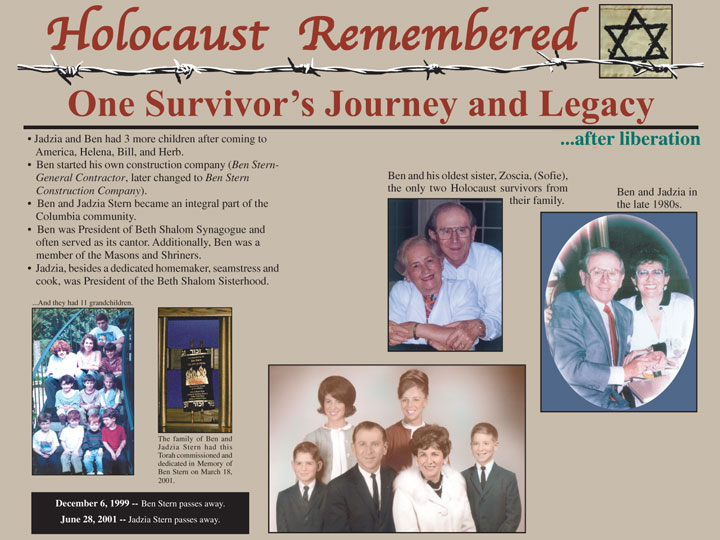 Holocaust Remembered
One Survivor’s Journey and Legacy
...after liberation
• Jadzia and Ben had 3 more children after coming to
America, Helena, Bill, and Herb.
• Ben started his own construction company (Ben Stern-
General Contractor, later changed to Ben Stern
Construction Company).
• Ben and Jadzia Stern became an integral part of the
Columbia community.
• Ben was President of Beth Shalom Synagogue and
often served as its cantor. Additionally, Ben was a
member of the Masons and Shriners.
• Jadzia, besides a dedicated homemaker, seamstress and
cook, was President of the Beth Shalom Sisterhood.
...And they had 11 grandchildren.
The family of Ben and
Jadzia Stern had this
Torah commissioned and
dedicated in Memory of
Ben Stern on March 18,
2001.
December 6, 1999 -- Ben Stern passes away.
June 28, 2001 -- Jadzia Stern passes away.
Ben and his oldest sister, Zoscia, (Sofie),
the only two Holocaust survivors from
their family.
Ben and Jadzia in
the late 1980s.